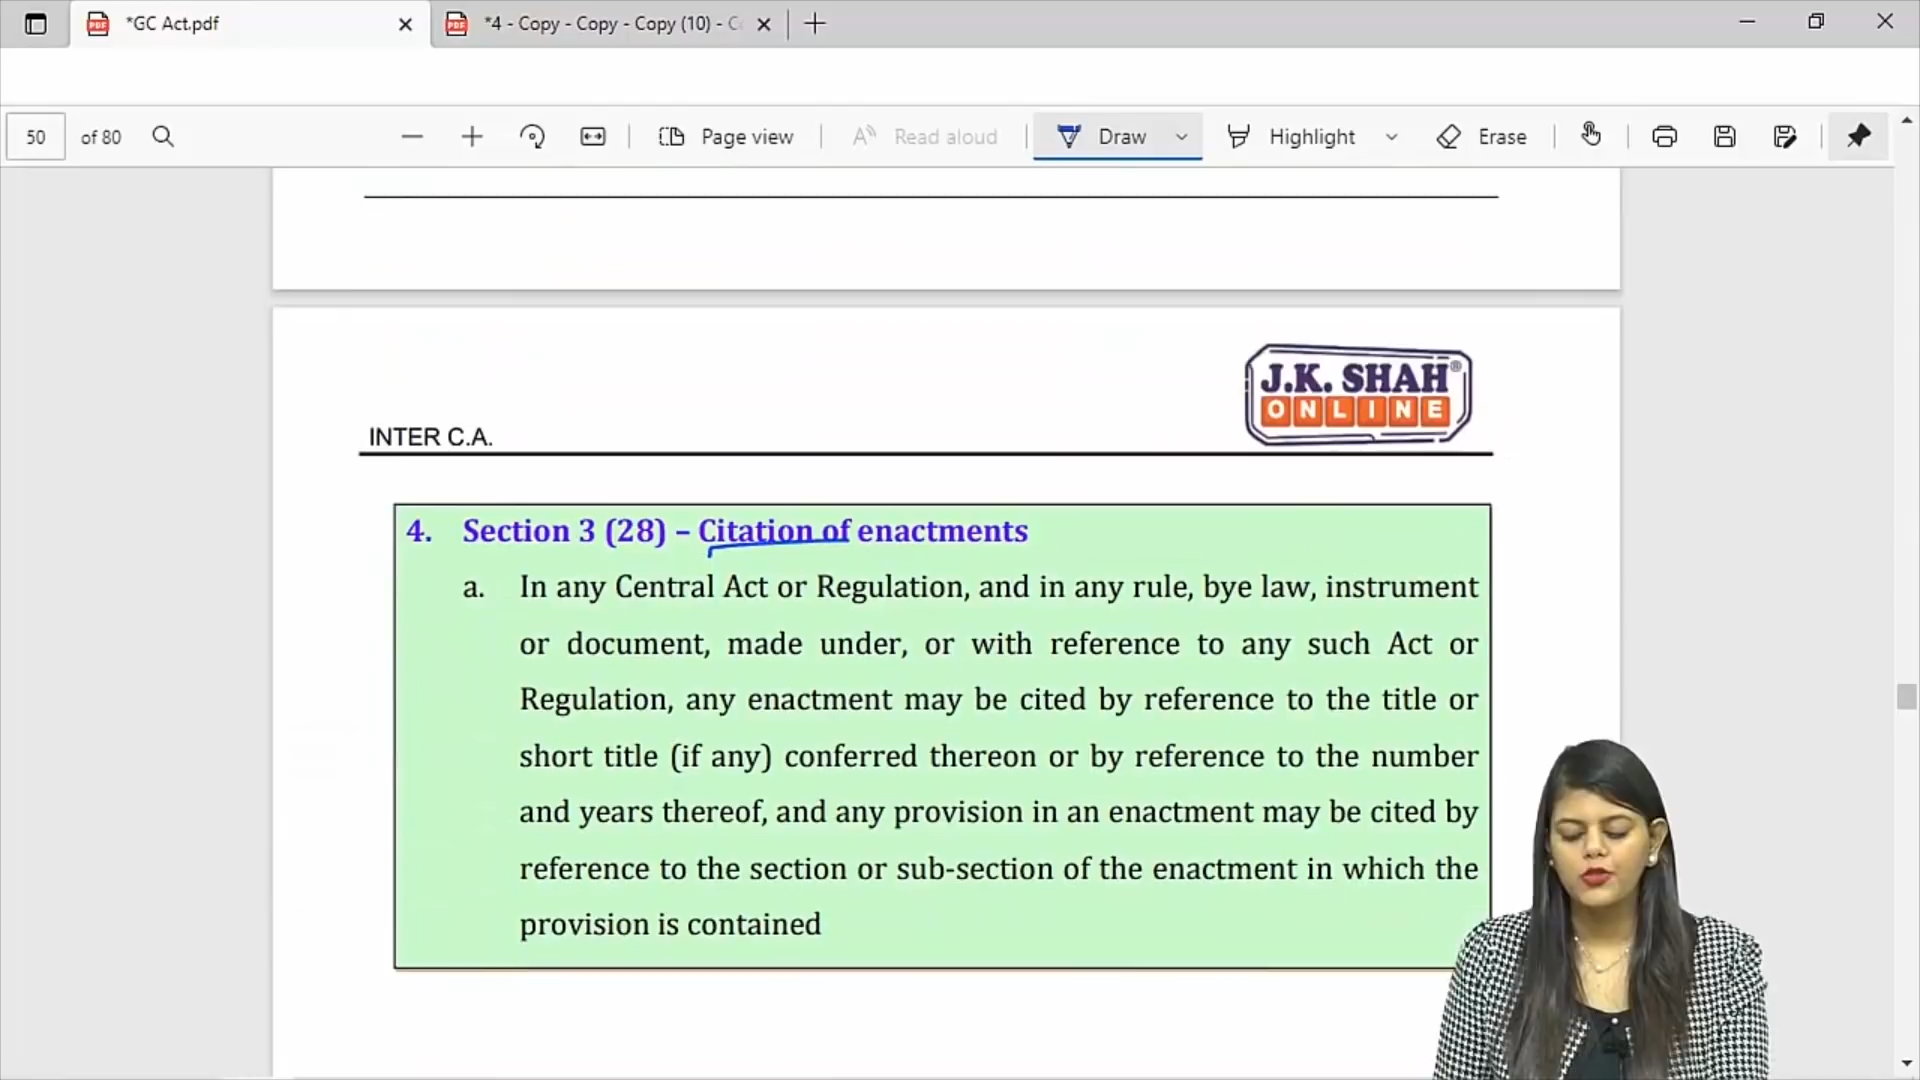 *GC Act.pdf
*4 - Copy - Copy - Copy (10) - C
50 of 80
Page view
Read aloud
Draw
Highlight
Erase
J.K. SHAH®
ONLINE
INTER C.A.
4. Section 3 (28) – Citation of enactments
a. In any Central Act or Regulation, and in any rule, bye law, instrument
or document, made under, or with reference to any such Act or
Regulation, any enactment may be cited by reference to the title or
short title (if any) conferred thereon or by reference to the number
and years thereof, and any provision in an enactment may be cited by
reference to the section or sub-section of the enactment in which the
provision is contained